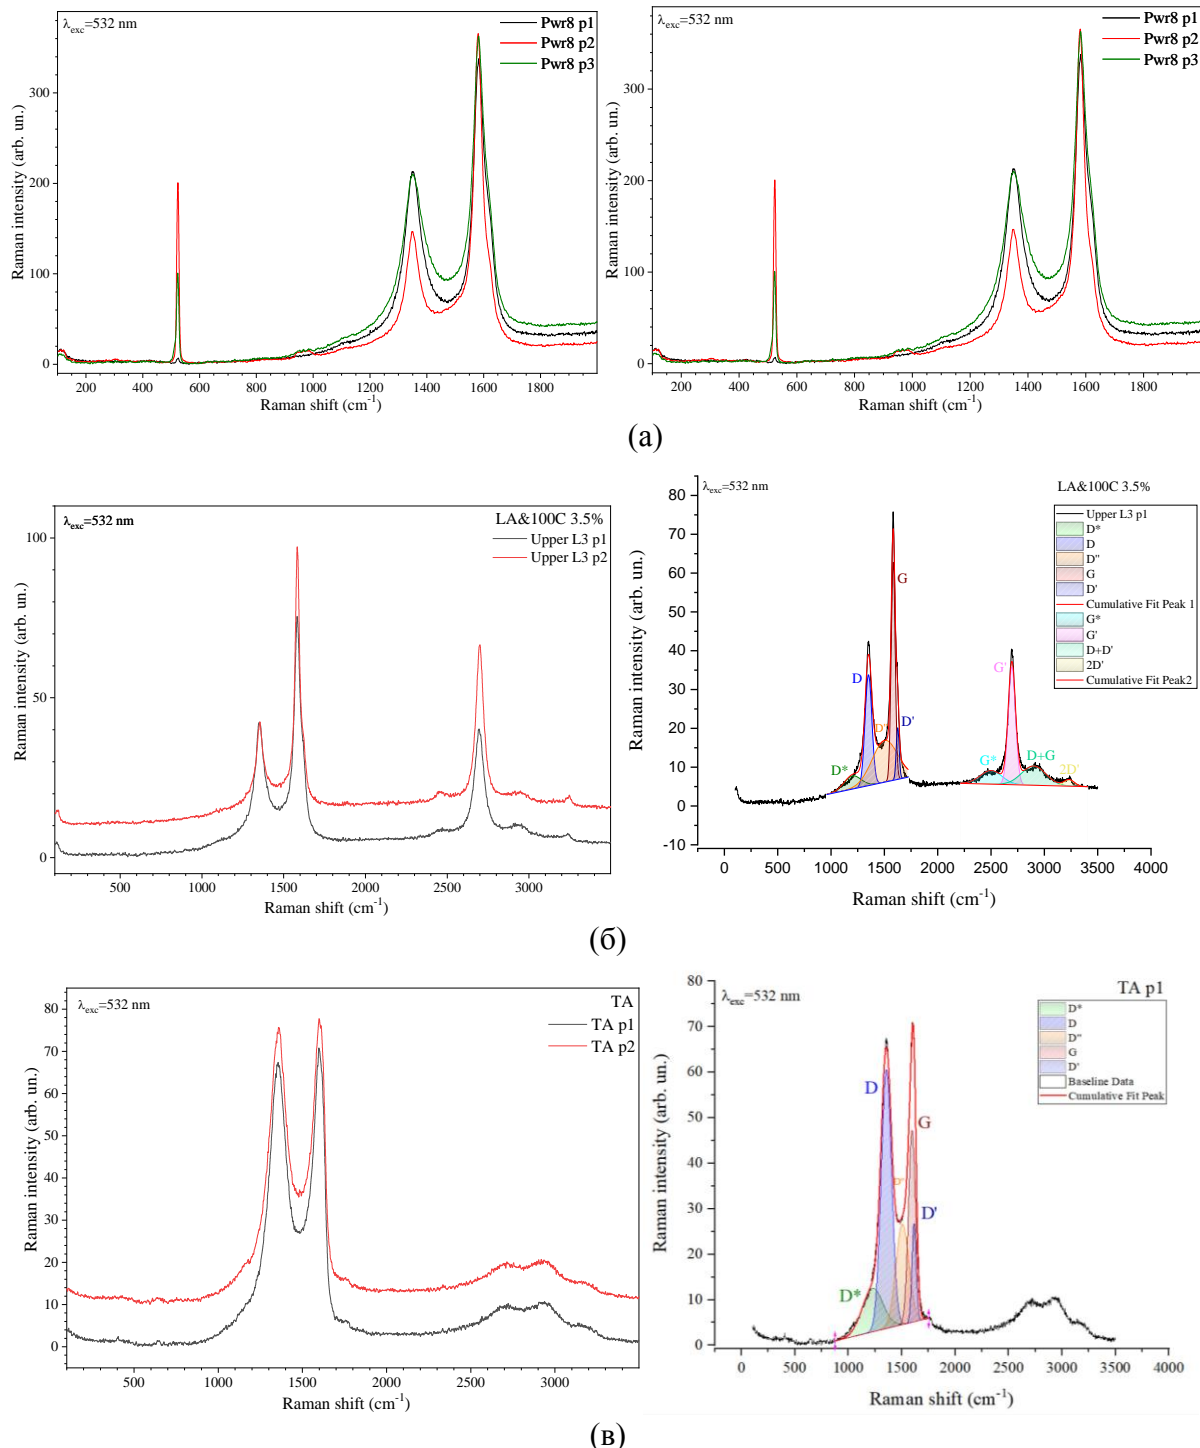 λexc=532 nm
Pwr8 p1
Pwr8 p2
Pwr8 p3
300
200
100
0
Raman intensity (arb. un.)
200 400 600 800 1000 1200 1400 1600 1800
Raman shift (cm-1)
λexc=532 nm
Pwr8 p1
Pwr8 p2
Pwr8 p3
300
200
100
0
Raman intensity (arb. un.)
200 400 600 800 1000 1200 1400 1600 1800
Raman shift (cm-1)
(а)
λexc=532 nm
LA&100C 3.5%
Upper L3 p1
Upper L3 p2
100
50
0
Raman intensity (arb. un.)
500 1000 1500 2000 2500 3000
Raman shift (cm-1)
λexc=532 nm
LA&100C 3.5%
Upper L3 p1
D*
D
D"
G
D'
Cumulative Fit Peak 1
G*
G'
D+D'
2D'
Cumulative Fit Peak2
80
70
60
50
40
30
20
10
0
-10
Raman intensity (arb. un.)
G
D
G'
D'
D*
G*
D+G
2D'
0 500 1000 1500 2000 2500 3000 3500 4000
Raman shift (cm-1)
(б)
λexc=532 nm
TA
TA p1
TA p2
80
70
60
50
40
30
20
10
0
Raman intensity (arb. un.)
500 1000 1500 2000 2500 3000
Raman shift (cm-1)
λexc=532 nm
TA p1
D*
D
D"
G
D'
Baseline Data
Cumulative Fit Peak
80
70
60
50
40
30
20
10
0
Raman intensity (arb. un.)
D
G
D'
D*
0 500 1000 1500 2000 2500 3000 3500 4000
Raman shift (cm-1)
(в)